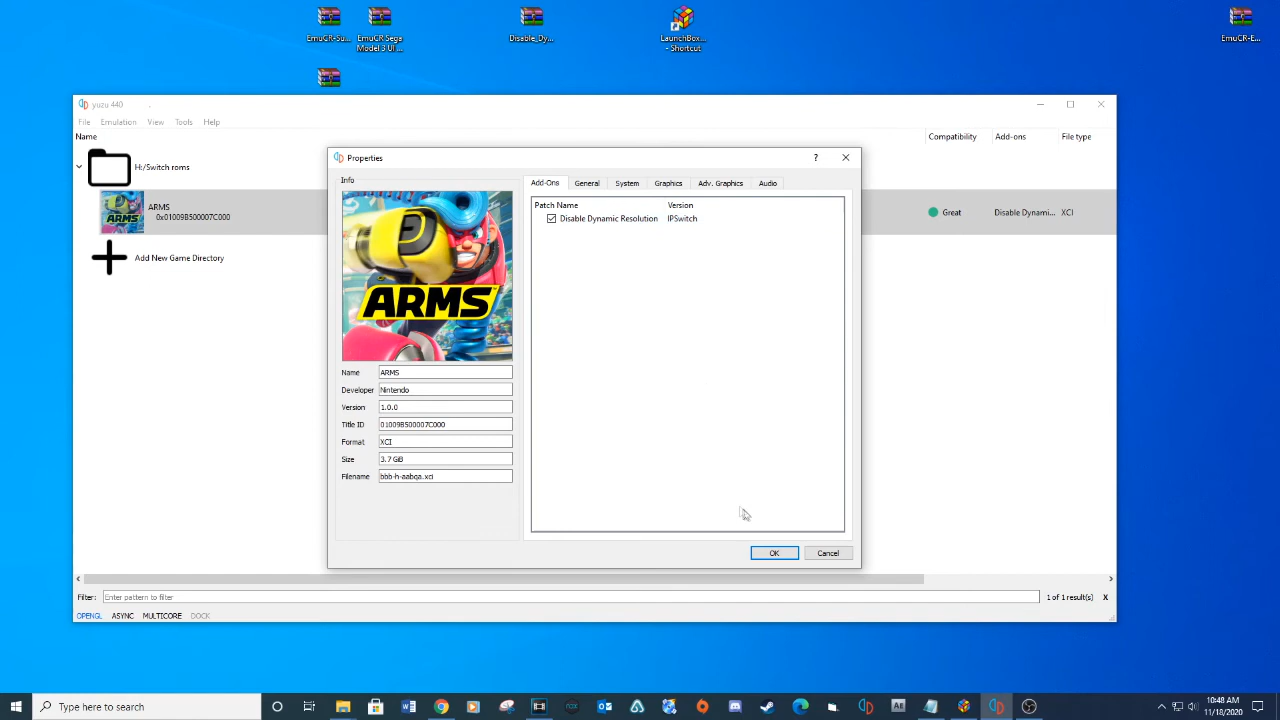 EmuCR-Su...
EmuCR Sega
Model 3 UI...
Disable_Dy...
LaunchBox...
- Shortcut
EmuCR-E...
yuzu 440
File Emulation View Tools Help
Name Compatibility Add-ons File type
H:/Switch roms
ARMS
0x01009B500007C000
Great Disable Dynami... XCI
Add New Game Directory
Properties ?
Info
ARMS
Name ARMS
Developer Nintendo
Version 1.0.0
Title ID 01009B500007C000
Format XCI
Size 3.7 GiB
Filename bbb-h-aabqa.xci
Add-Ons General System Graphics Adv. Graphics Audio
Patch Name Version
Disable Dynamic Resolution IPSwitch
OK Cancel
Filter: Enter pattern to filter 1 of 1 result(s) X
OPENGL ASYNC MULTICORE DOCK
Type here to search
nox
Ae
10:48 AM
11/18/2020